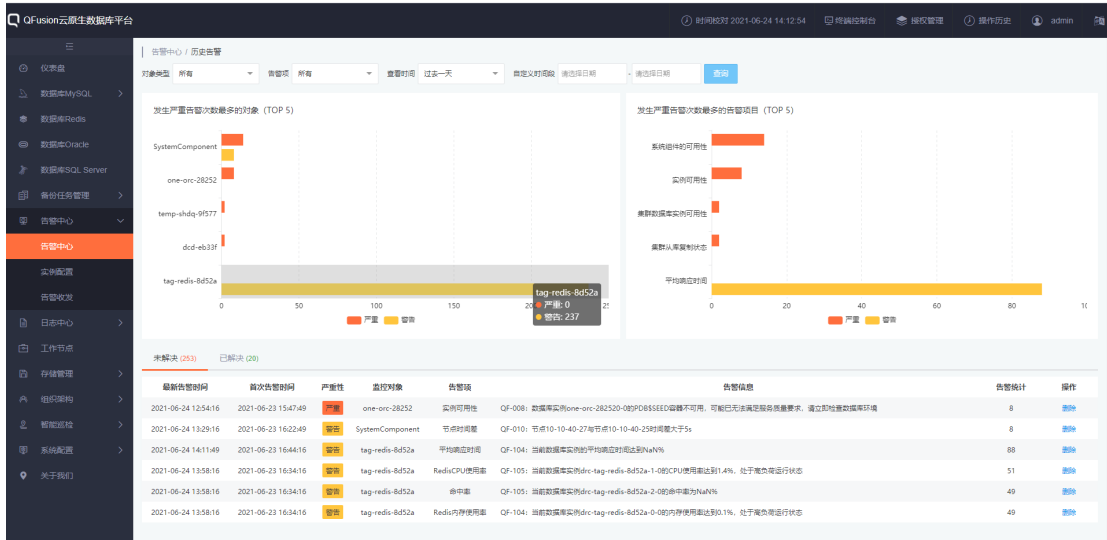 QFusion云原生数据库平台
时间校对 2021-06-24 14:12:54 终端控制台 授权管理 操作历史 admin
仪表盘
数据库MySQL
数据库Redis
数据库Oracle
数据库SQL Server
备份任务管理
告警中心
告警中心
实例配置
告警收发
日志中心
工作节点
存储管理
组织架构
智能巡检
系统配置
关于我们
告警中心 / 历史告警
对象类型 所有 告警项 所有 查看时间 过去一天 自定义时间段 请选择日期 - 请选择日期 查询
发生严重告警次数最多的对象（TOP 5）
SystemComponent
one-orc-28252
temp-shdq-9f577
dcd-eb33f
tag-redis-8d52a
tag-redis-8d52a
严重: 0
警告: 237
0 50 100 150 20 25
严重 警告
发生严重告警次数最多的告警项目（TOP 5）
系统组件的可用性
实例可用性
集群数据库实例可用性
集群从库复制状态
平均响应时间
0 20 40 60 80 10
严重 警告
未解决 (253) 已解决 (20)
最新告警时间 首次告警时间 严重性 监控对象 告警项 告警信息 告警统计 操作
2021-06-24 12:54:16 2021-06-23 15:47:49 严重 one-orc-28252 实例可用性 QF-008：数据库实例one-orc-282520-0的PDB$SEED容器不可用，可能已无法满足服务质量要求，请立即检查数据库环境 8 删除
2021-06-24 13:29:16 2021-06-23 16:22:49 警告 SystemComponent 节点时间差 QF-010：节点10-10-40-27与节点10-10-40-25时间差大于5s 8 删除
2021-06-24 14:11:49 2021-06-23 16:44:16 警告 tag-redis-8d52a 平均响应时间 QF-104：当前数据库实例的平均响应时间达到NaN% 88 删除
2021-06-24 13:58:16 2021-06-23 16:34:16 警告 tag-redis-8d52a RedisCPU使用率 QF-105：当前数据库实例drc-tag-redis-8d52a-1-0的CPU使用率达到1.4%，处于高负荷运行状态 51 删除
2021-06-24 13:58:16 2021-06-23 16:34:16 警告 tag-redis-8d52a 命中率 QF-105：当前数据库实例drc-tag-redis-8d52a-2-0的命中率为NaN% 49 删除
2021-06-24 13:58:16 2021-06-23 16:34:16 警告 tag-redis-8d52a Redis内存使用率 QF-104：当前数据库实例drc-tag-redis-8d52a-0-0的内存使用率达到0.1%，处于高负荷运行状态 49 删除